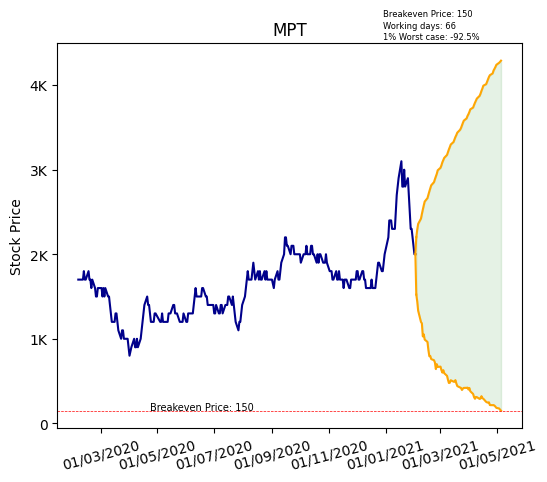 Breakeven Price: 150
Working days: 66
1% Worst case: -92.5%
MPT
Stock Price
4K
3K
2K
1K
0
Breakeven Price: 150
01/03/2020
01/05/2020
01/07/2020
01/09/2020
01/11/2020
01/01/2021
01/03/2021
01/05/2021